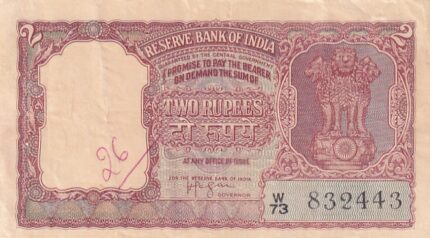 2 2
RESERVE BANK OF INDIA
GUARANTEED BY THE CENTRAL GOVERNMENT
I PROMISE TO PAY THE BEARER
ON DEMAND THE SUM OF
TWO RUPEES
दो रुपये
AT ANY OFFICE OF ISSUE
FOR THE RESERVE BANK OF INDIA
GOVERNOR
26
W/73 832443